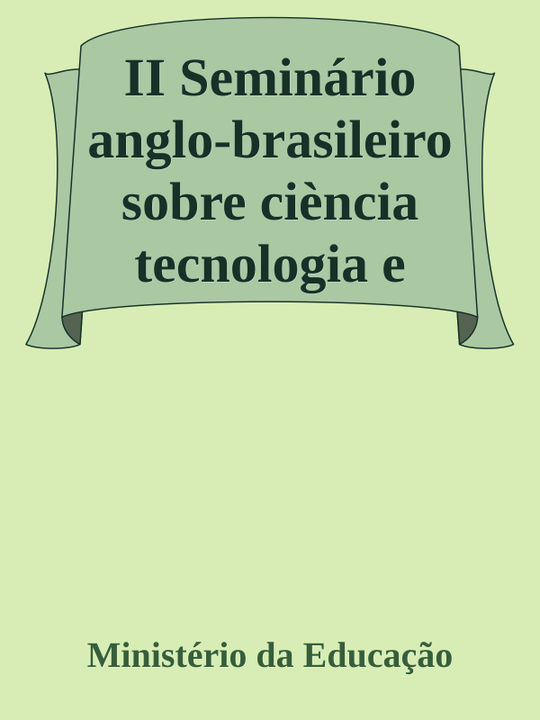 II Seminário
anglo-brasileiro
sobre ciència
tecnologia e
Ministério da Educação